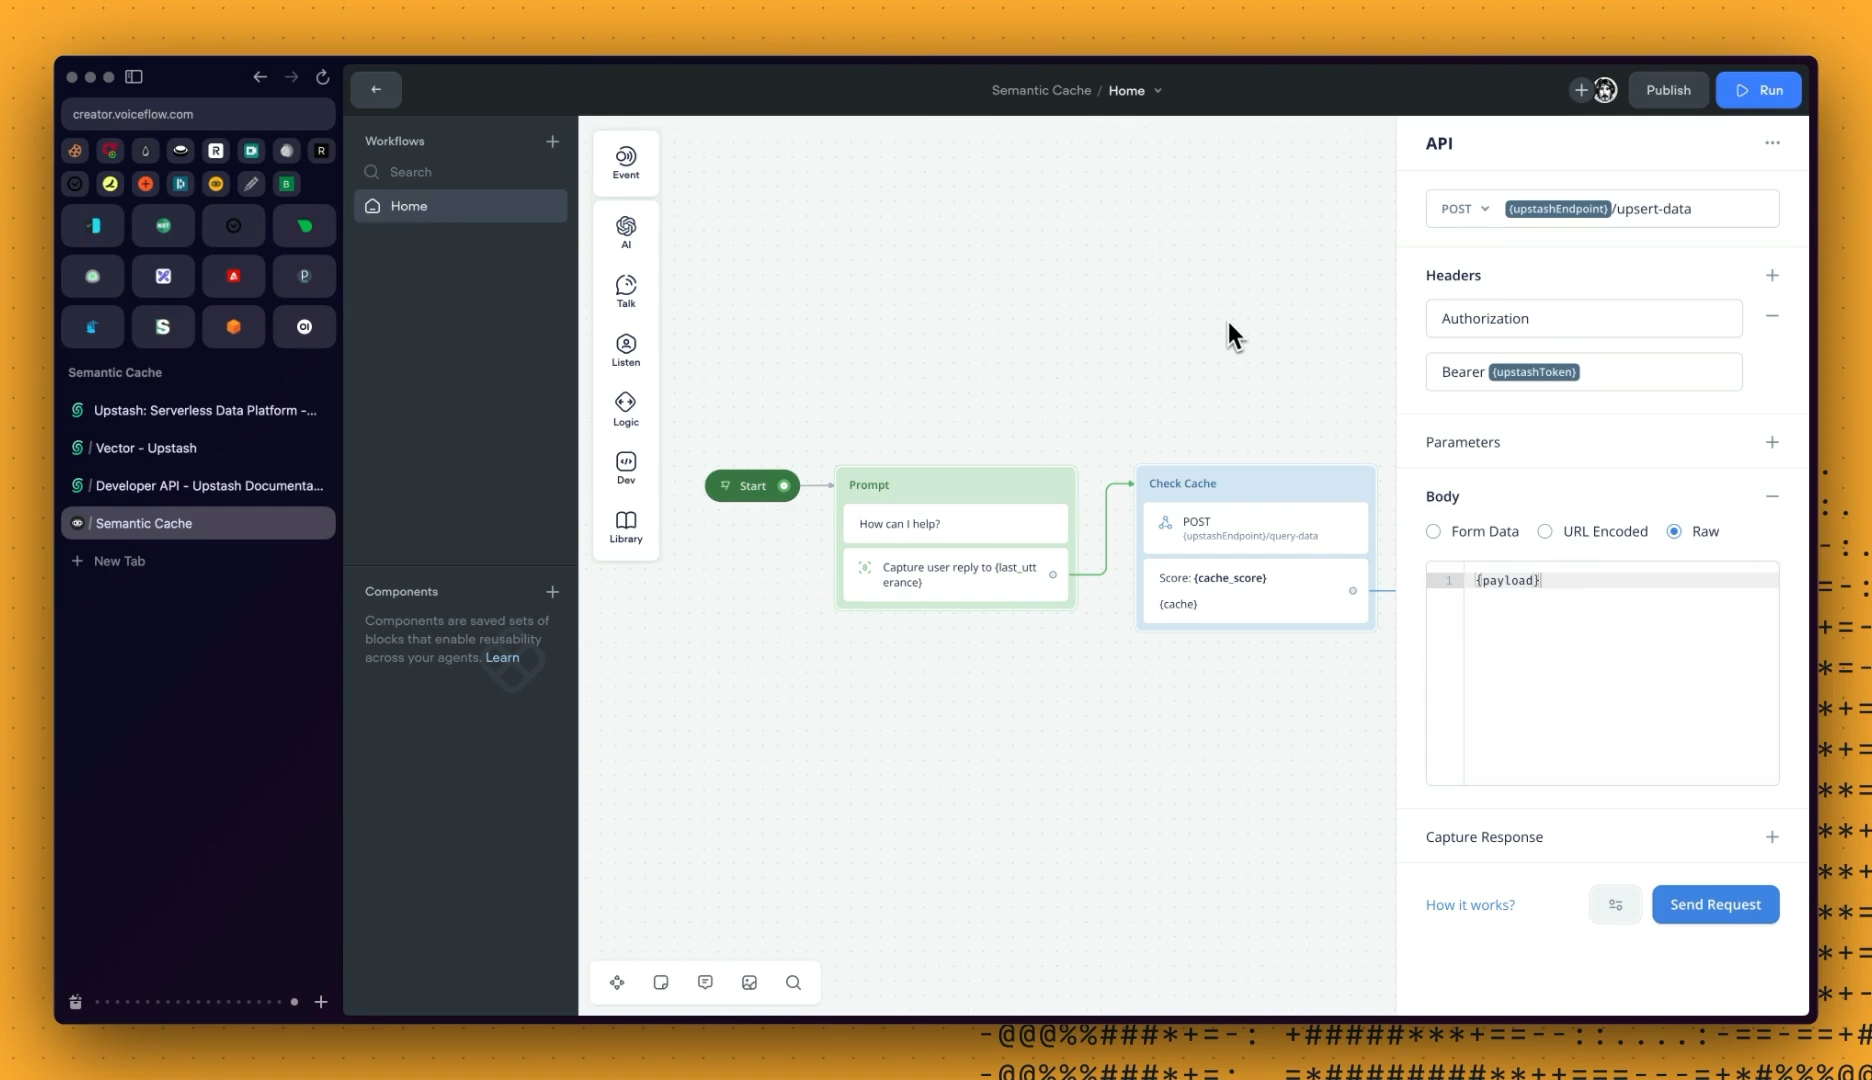 creator.voiceflow.com
Semantic Cache
Upstash: Serverless Data Platform -...
/ Vector - Upstash
/ Developer API - Upstash Documenta...
/ Semantic Cache
New Tab
Semantic Cache / Home
Publish
Run
Workflows
Search
Home
Components
Components are saved sets of
blocks that enable reusability
across your agents. Learn
Event
AI
Talk
Listen
Logic
Dev
Library
Start
Prompt
How can I help?
Capture user reply to {last_utt
erance}
Check Cache
POST
{upstashEndpoint}/query-data
Score: {cache_score}
{cache}
API
POST {upstashEndpoint}/upsert-data
Headers
Authorization
Bearer {upstashToken}
Parameters
Body
Form Data URL Encoded Raw
1 {payload}
Capture Response
How it works?
Send Request